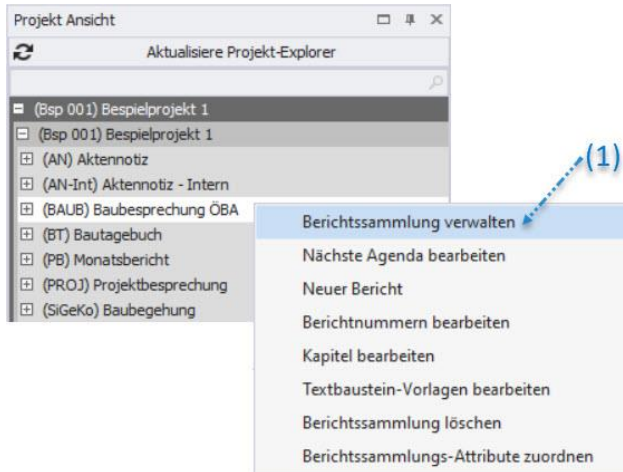 Projekt Ansicht
Aktualisiere Projekt-Explorer
(Bsp 001) Bespielprojekt 1
(Bsp 001) Bespielprojekt 1
(AN) Aktennotiz
(AN-Int) Aktennotiz - Intern
(BAUB) Baubesprechung ÖBA
(BT) Bautagebuch
(PB) Monatsbericht
(PROJ) Projektbesprechung
(SiGeKo) Baubegehung
(1)
Berichtssammlung verwalten
Nächste Agenda bearbeiten
Neuer Bericht
Berichtnummern bearbeiten
Kapitel bearbeiten
Textbaustein-Vorlagen bearbeiten
Berichtssammlung löschen
Berichtssammlungs-Attribute zuordnen